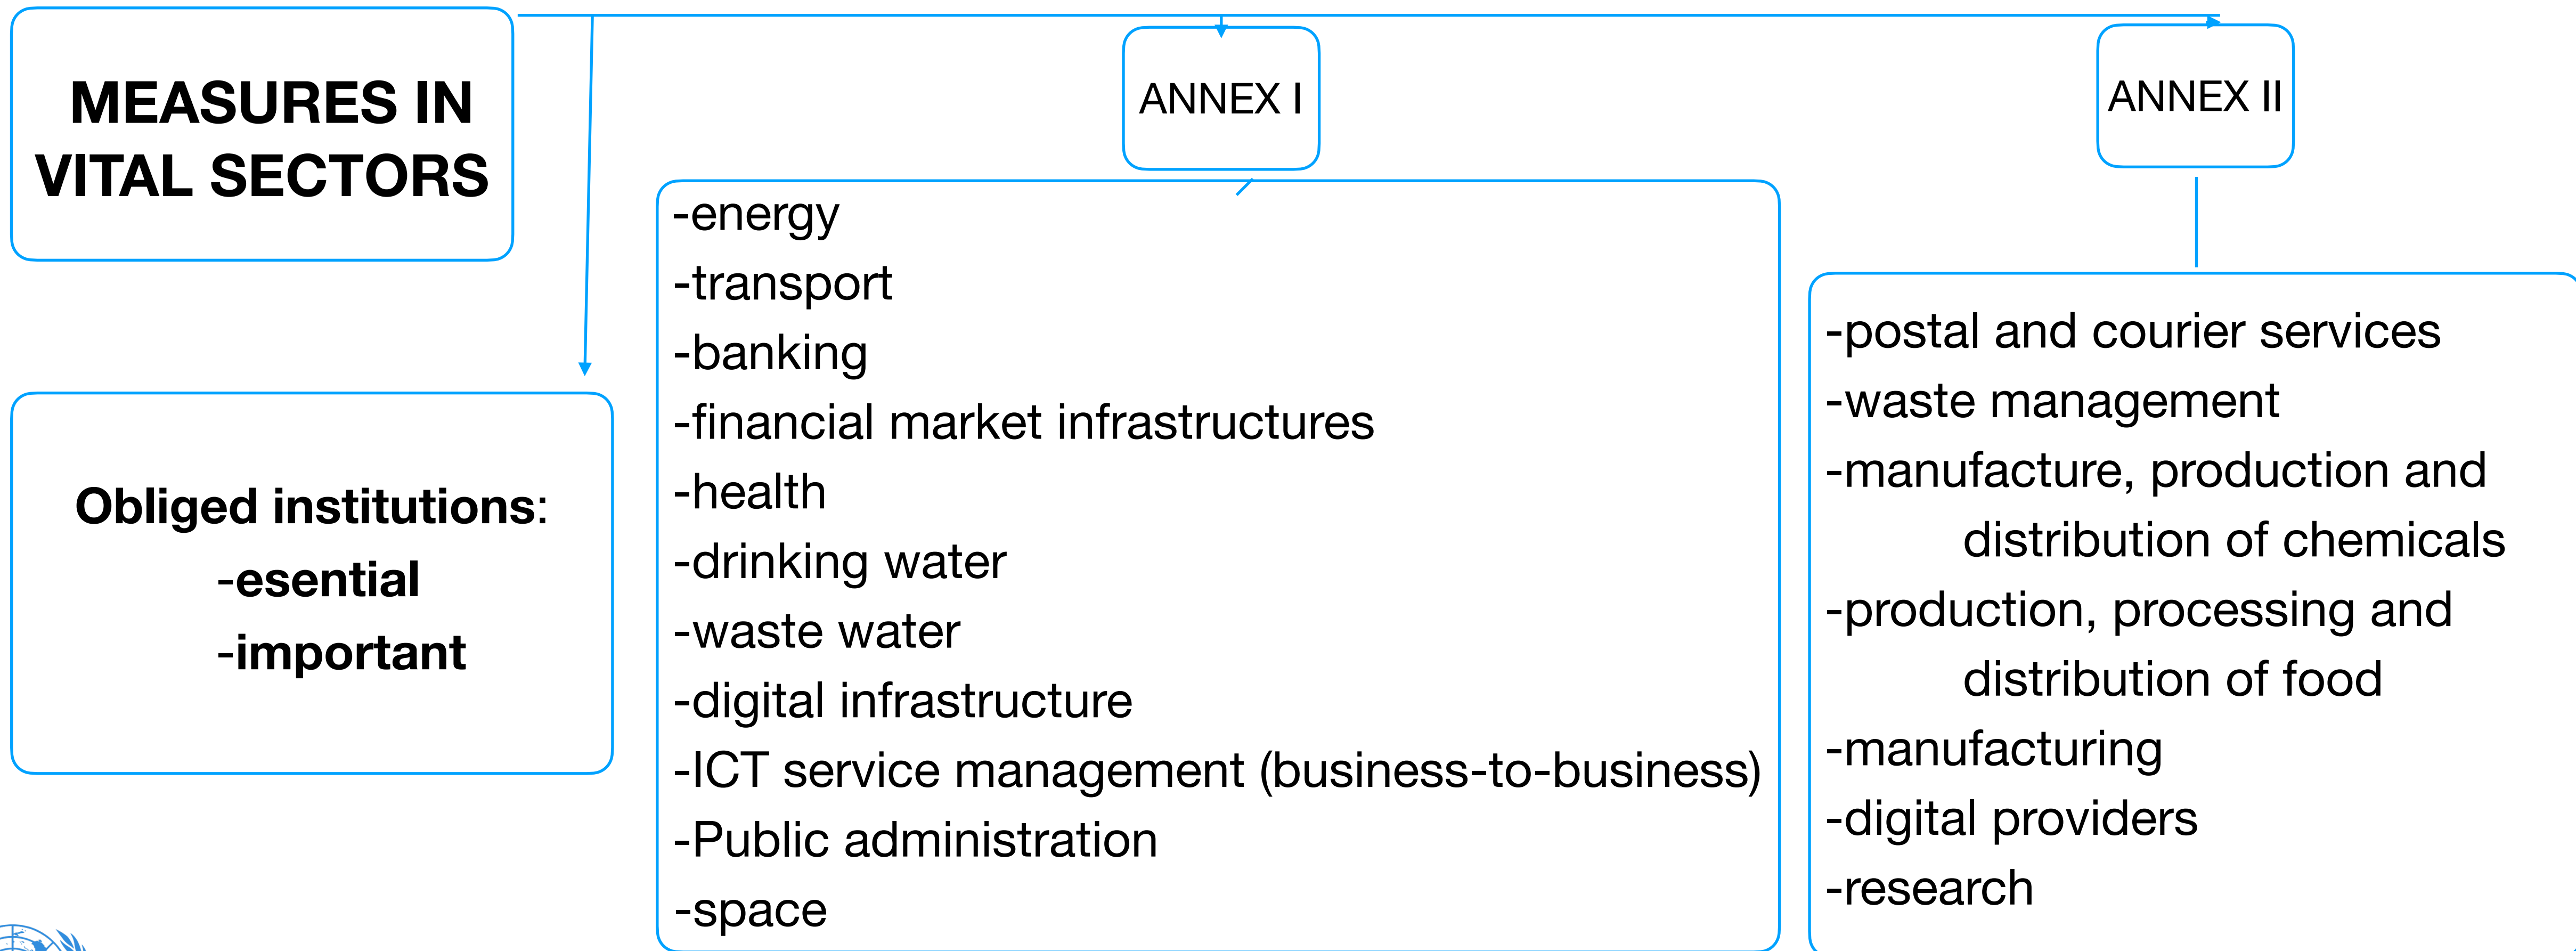 MEASURES IN
VITAL SECTORS
Obliged institutions:
-esential
-important
ANNEX I
-energy
-transport
-banking
-financial market infrastructures
-health
-drinking water
-waste water
-digital infrastructure
-ICT service management (business-to-business)
-Public administration
-space
ANNEX II
-postal and courier services
-waste management
-manufacture, production and
distribution of chemicals
-production, processing and
distribution of food
-manufacturing
-digital providers
-research